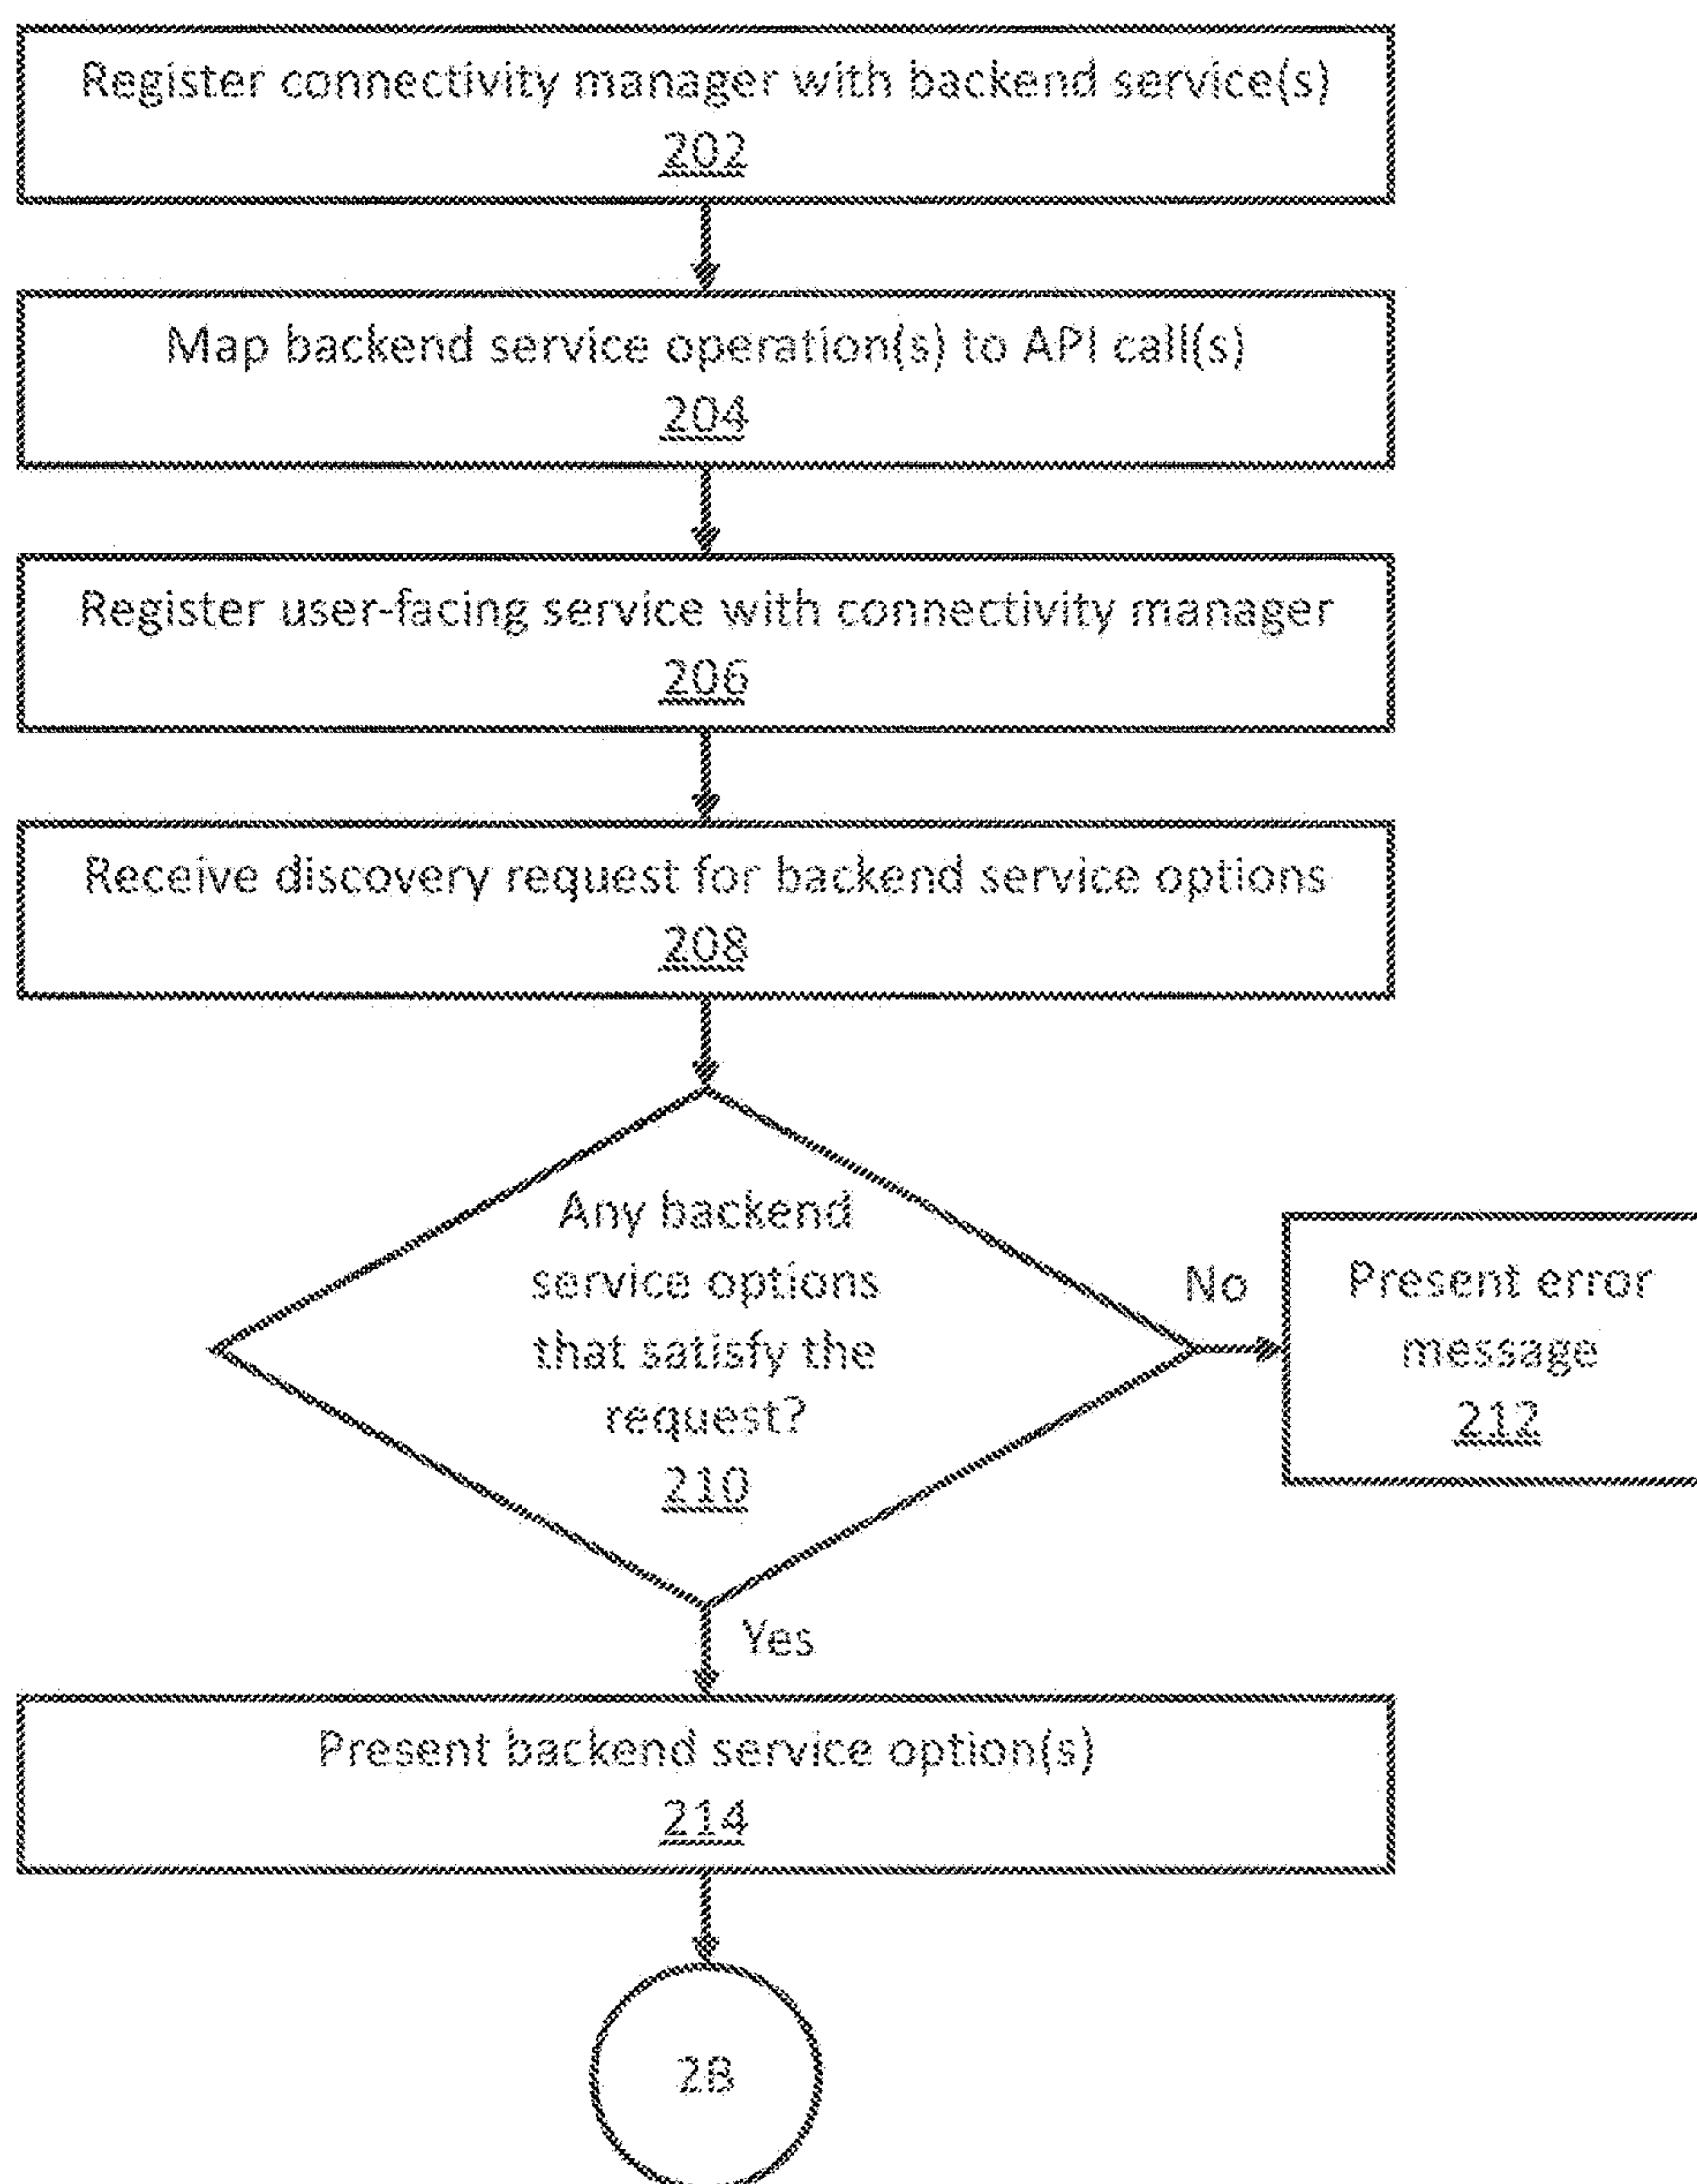 Register connectivity manager with backend service(s)
202
Map backend service operation(s) to API call(s)
204
Register user-facing service with connectivity manager
206
Receive discovery request for backend service options
208
Any backend
service options
that satisfy the
request?
210
No
Present error
message
212
Yes
Present backend service option(s)
214
2B